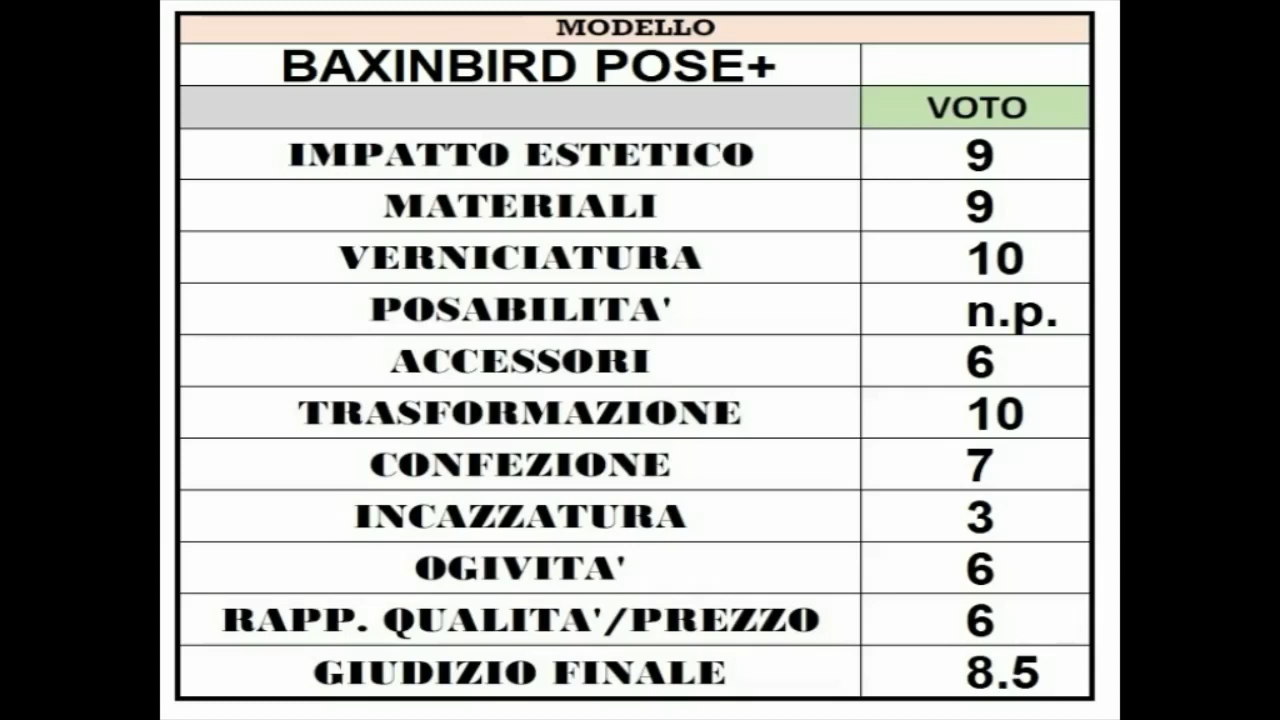 MODELLO
BAXINBIRD POSE+
VOTO
IMPATTO ESTETICO 9
MATERIALI 9
VERNICIATURA 10
POSABILITA' n.p.
ACCESSORI 6
TRASFORMAZIONE 10
CONFEZIONE 7
INCAZZATURA 3
OGIVITA' 6
RAPP. QUALITA'/PREZZO 6
GIUDIZIO FINALE 8.5